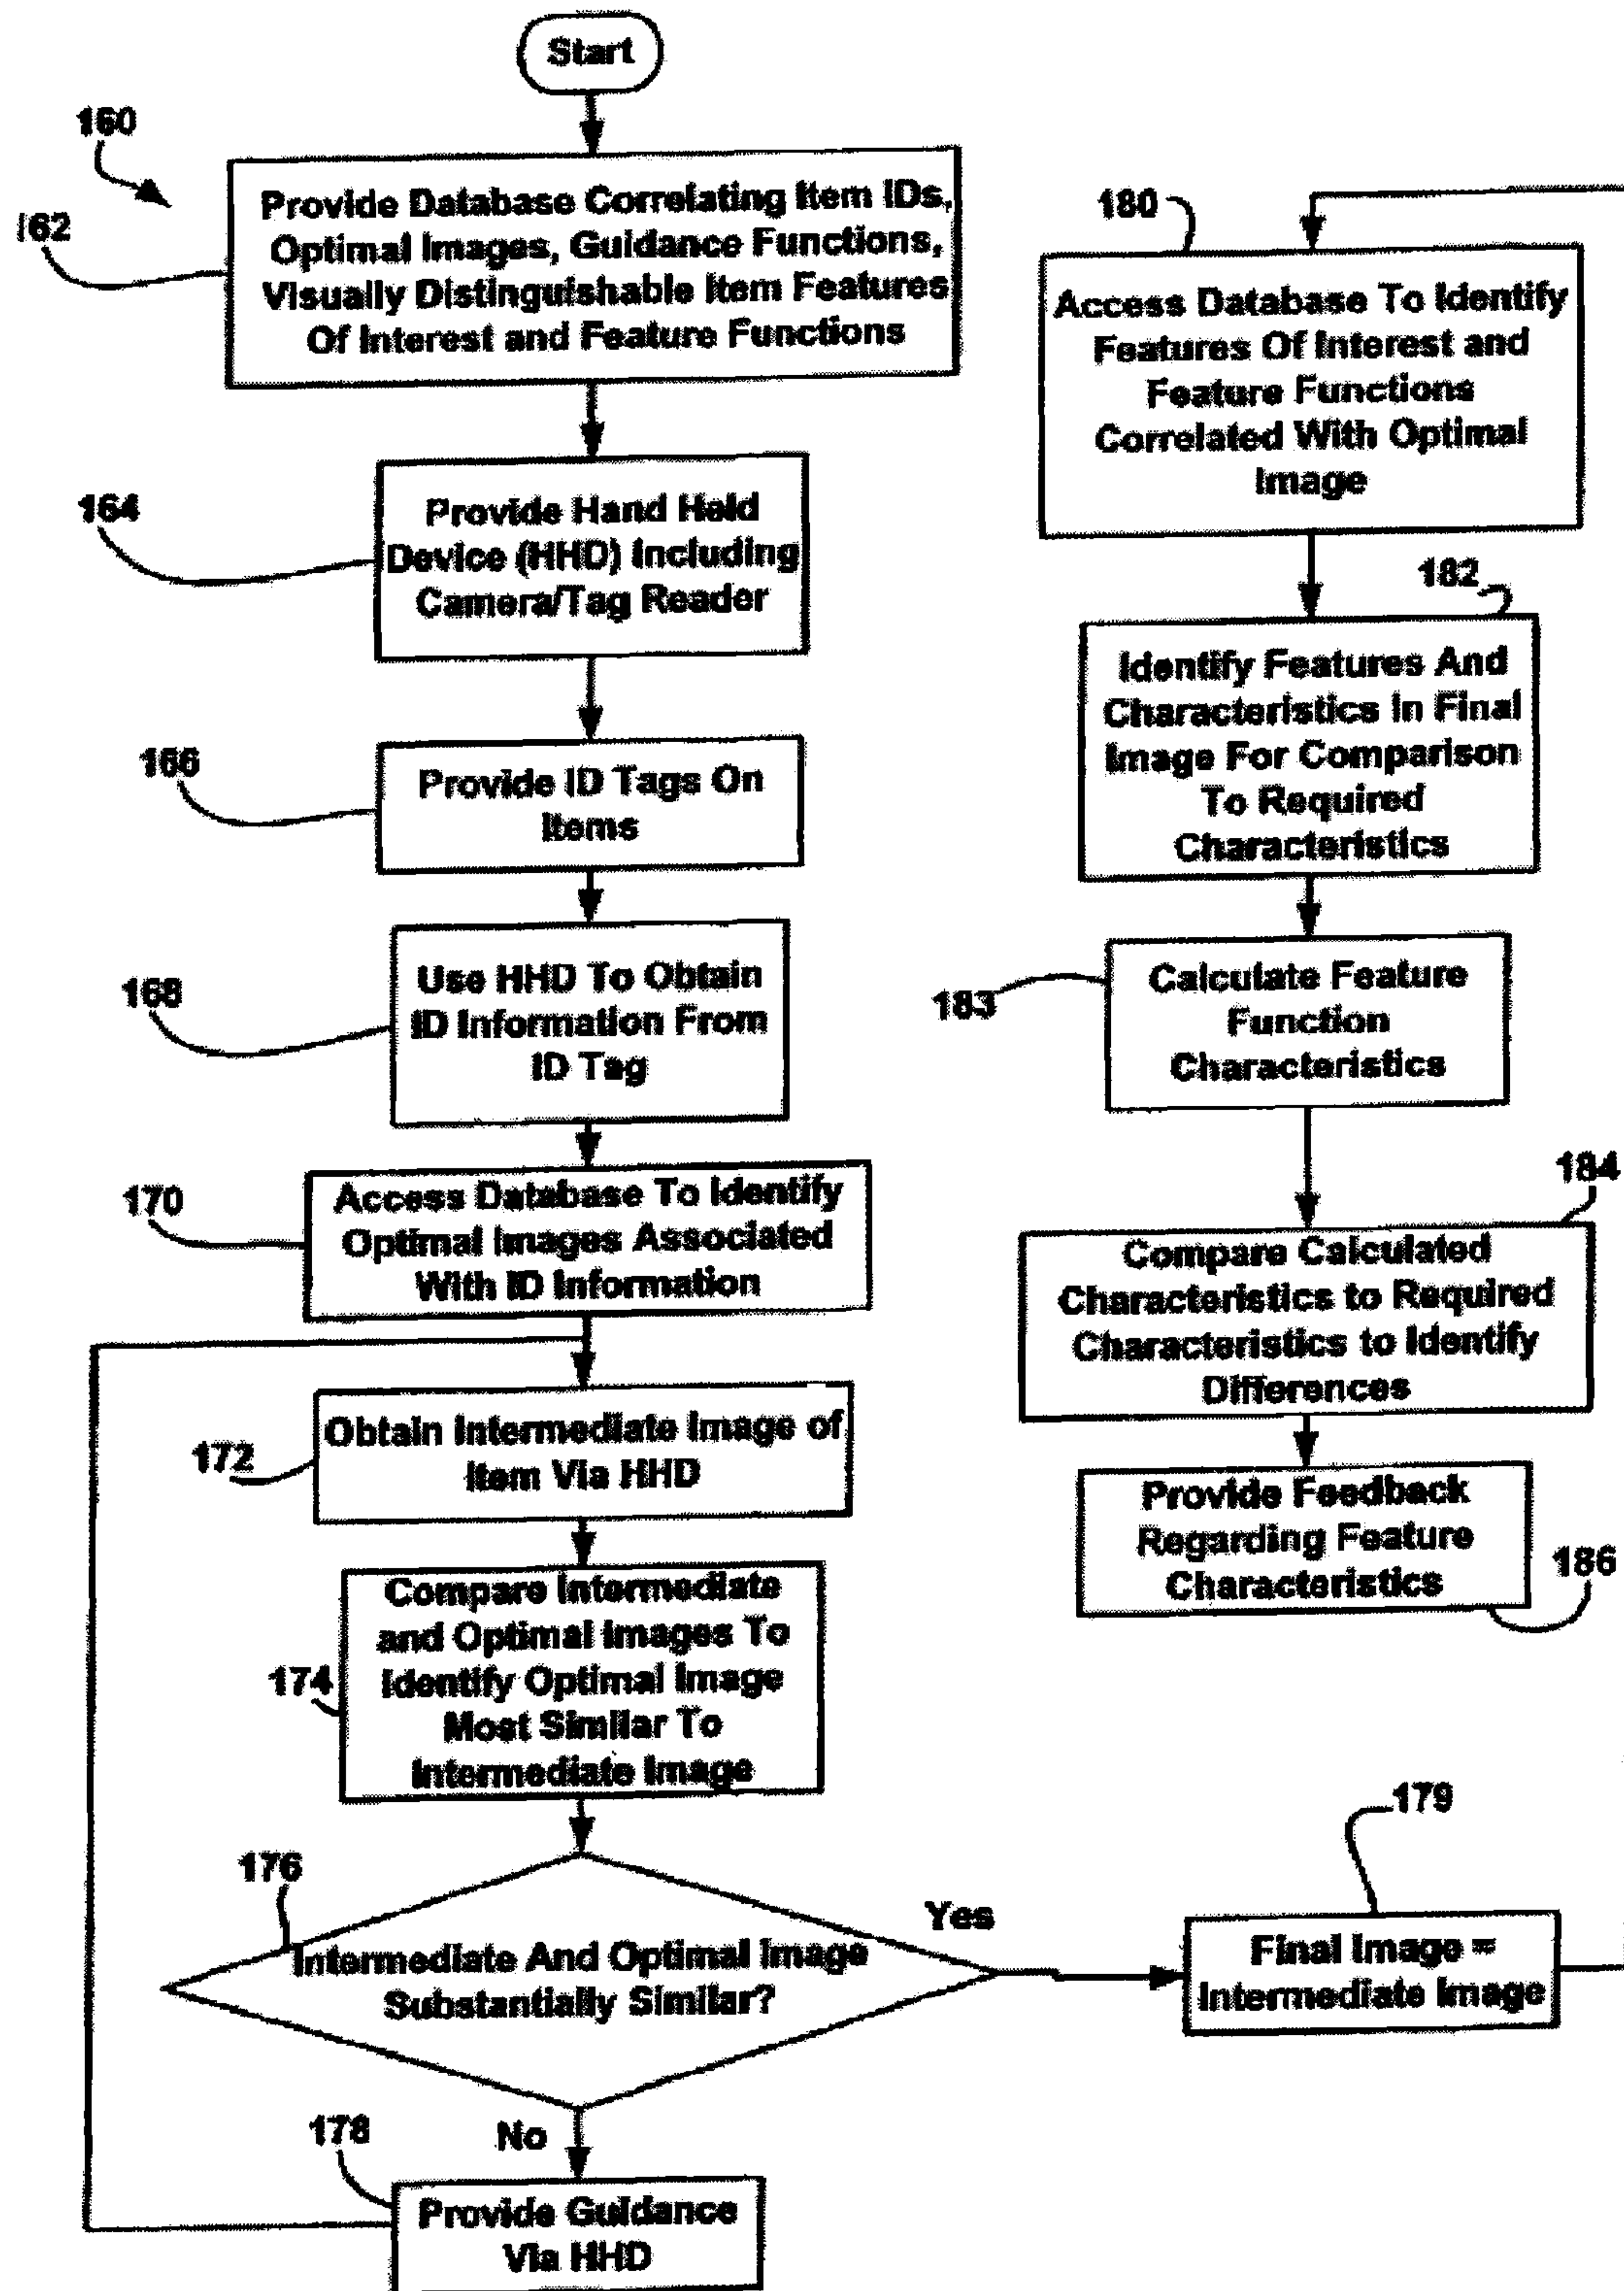 Start
160
162
Provide Database Correlating Item IDs,
Optimal Images, Guidance Functions,
Visually Distinguishable Item Features
Of Interest and Feature Functions
164
Provide Hand Held
Device (HHD) Including
Camera/Tag Reader
166
Provide ID Tags On
Items
168
Use HHD To Obtain
ID Information From
ID Tag
170
Access Database To Identify
Optimal Images Associated
With ID Information
172
Obtain Intermediate Image of
Item Via HHD
174
Compare Intermediate
and Optimal Images To
Identify Optimal Image
Most Similar To
Intermediate Image
176
Intermediate And Optimal Image
Substantially Similar?
Yes
No
178
Provide Guidance
Via HHD
179
Final Image =
Intermediate Image
180
Access Database To Identify
Features Of Interest and
Feature Functions
Correlated With Optimal
Image
182
Identify Features And
Characteristics In Final
Image For Comparison
To Required
Characteristics
183
Calculate Feature
Function
Characteristics
184
Compare Calculated
Characteristics to Required
Characteristics to Identify
Differences
Provide Feedback
Regarding Feature
Characteristics
186